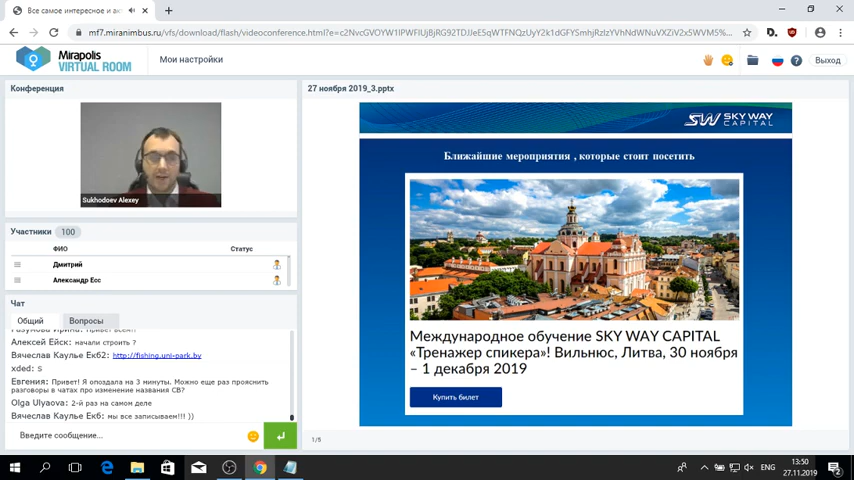 Все самое интересное и ак
mf7.miranimbus.ru/vfs/download/flash/videoconference.html?e=
Mirapolis
VIRTUAL ROOM
Мои настройки
Выход
Конференция
Sukhodoev Alexey
Участники 100
ФИО Статус
Дмитрий
Александр Есс
Чат
Общий Вопросы
Алексей Ейск: начали строить ?
Вячеслав Каулье Екб2: http://fishing.uni-park.by
xded: S
Евгения: Привет! Я опоздала на 3 минуты. Можно еще раз прояснить
разговоры в чатах про изменение названия СВ?
Olga Ulyaova: 2-й раз на самом деле
Вячеслав Каулье Екб: мы все записываем!!! ))
Введите сообщение...
27 ноября 2019_3.pptx
SW SKY WAY
CAPITAL
Ближайшие мероприятия , которые стоит посетить
Международное обучение SKY WAY CAPITAL
«Тренажер спикера»! Вильнюс, Литва, 30 ноября
– 1 декабря 2019
Купить билет
1/5
ENG
13:50
27.11.2019
2